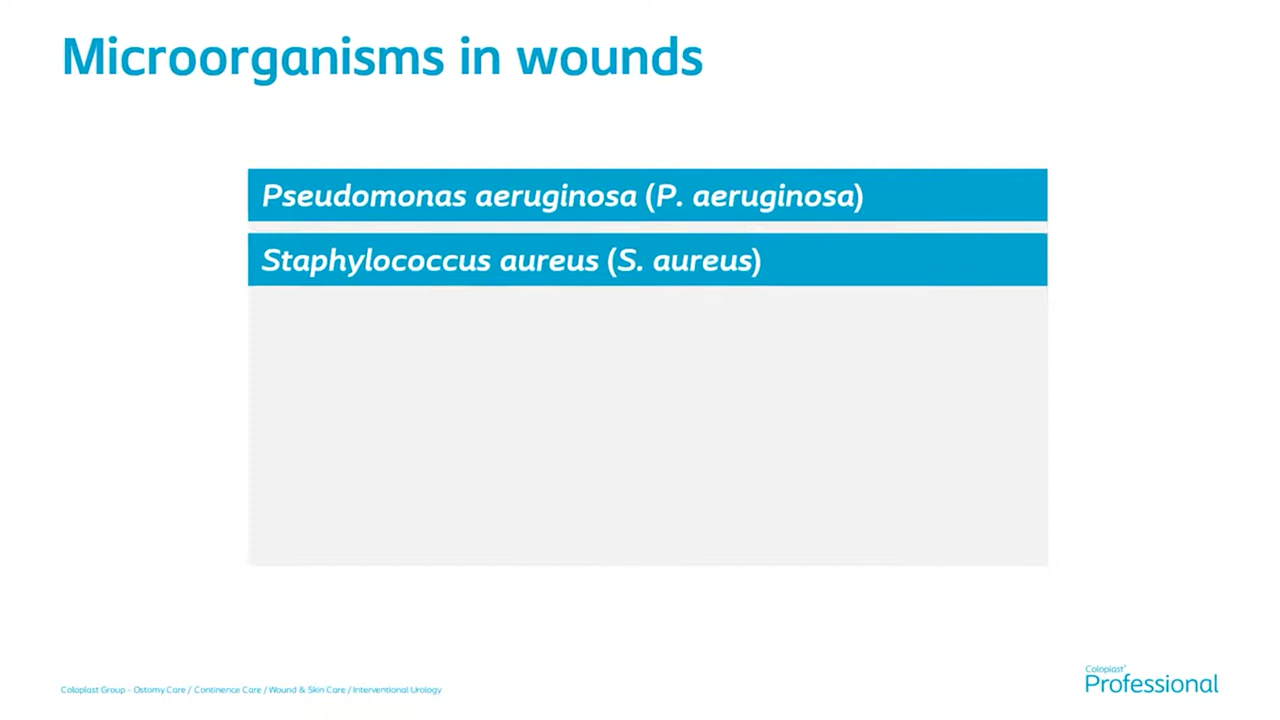 Microorganisms in wounds
Pseudomonas aeruginosa (P. aeruginosa)
Staphylococcus aureus (S. aureus)
Coloplast Group - Ostomy Care / Continence Care / Wound & Skin Care / Interventional Urology
Coloplast®
Professional